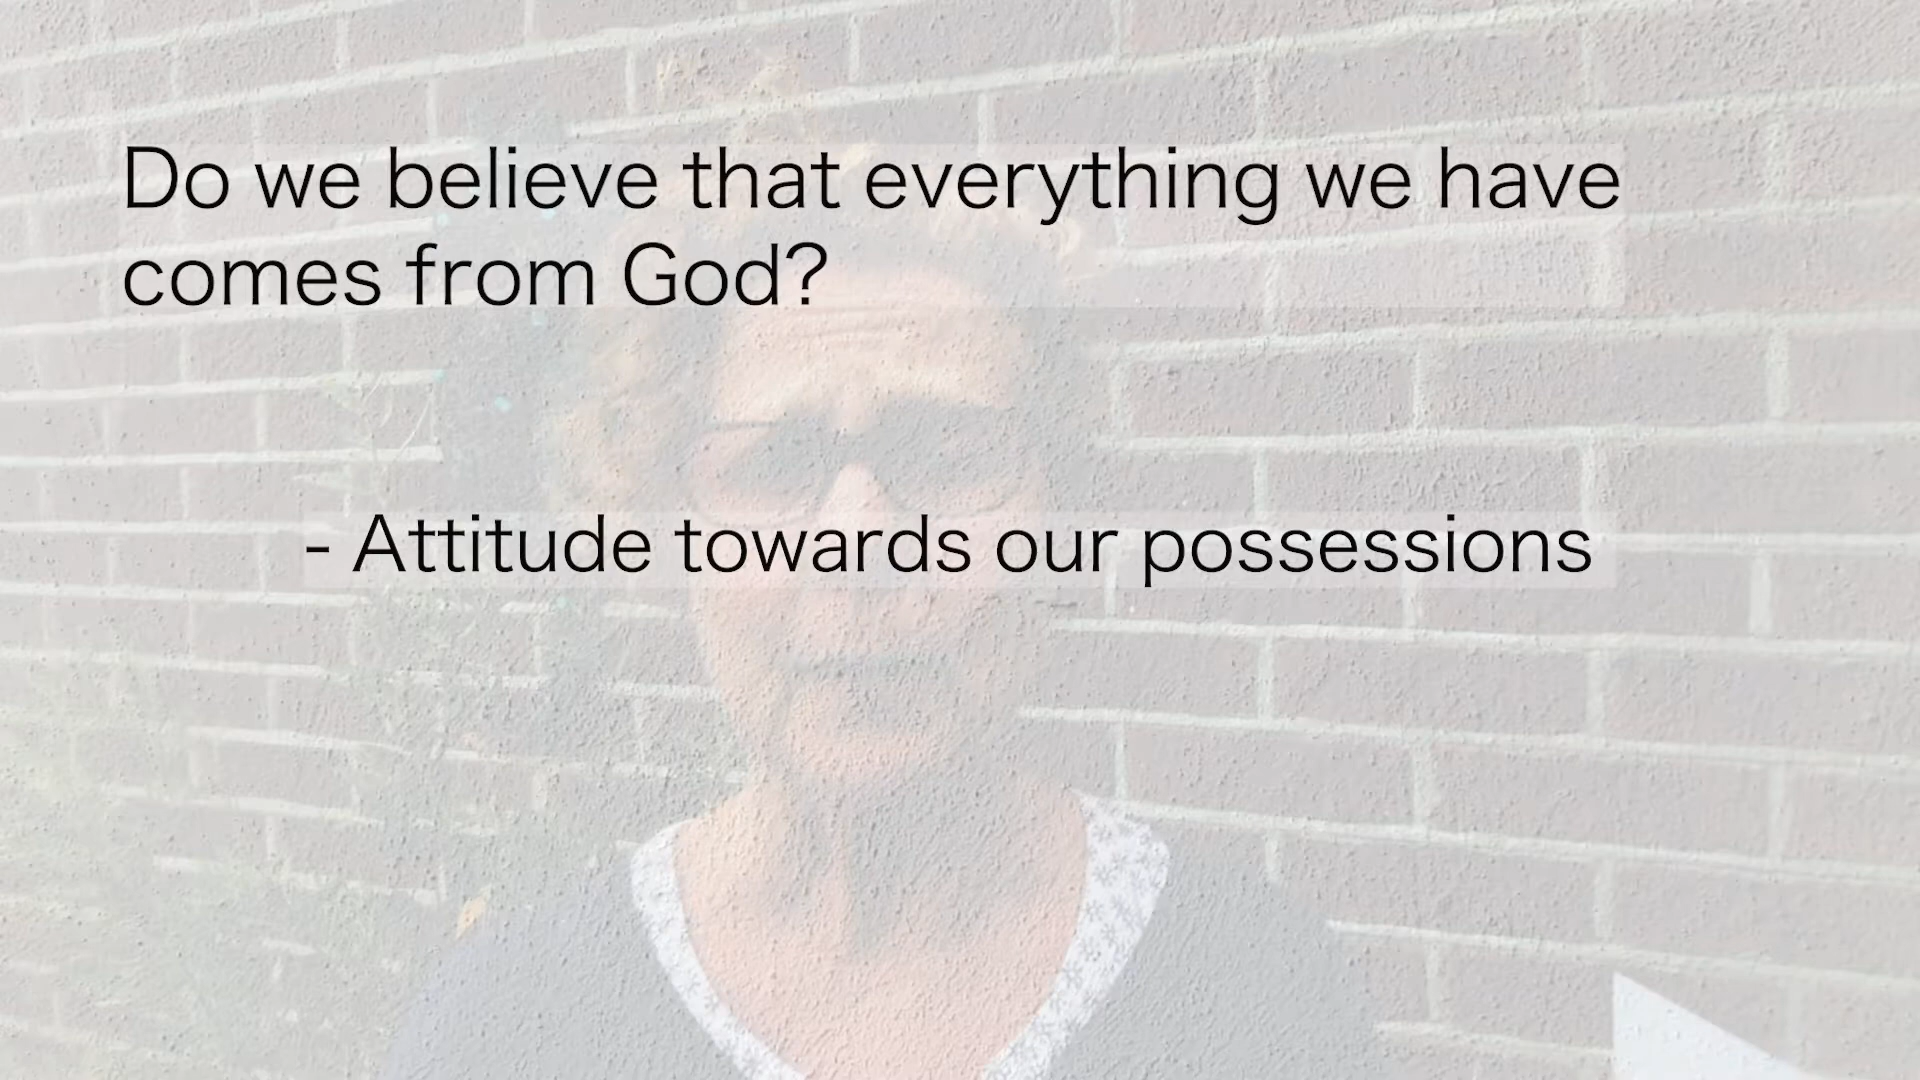 Do we believe that everything we have
comes from God?
- Attitude towards our possessions